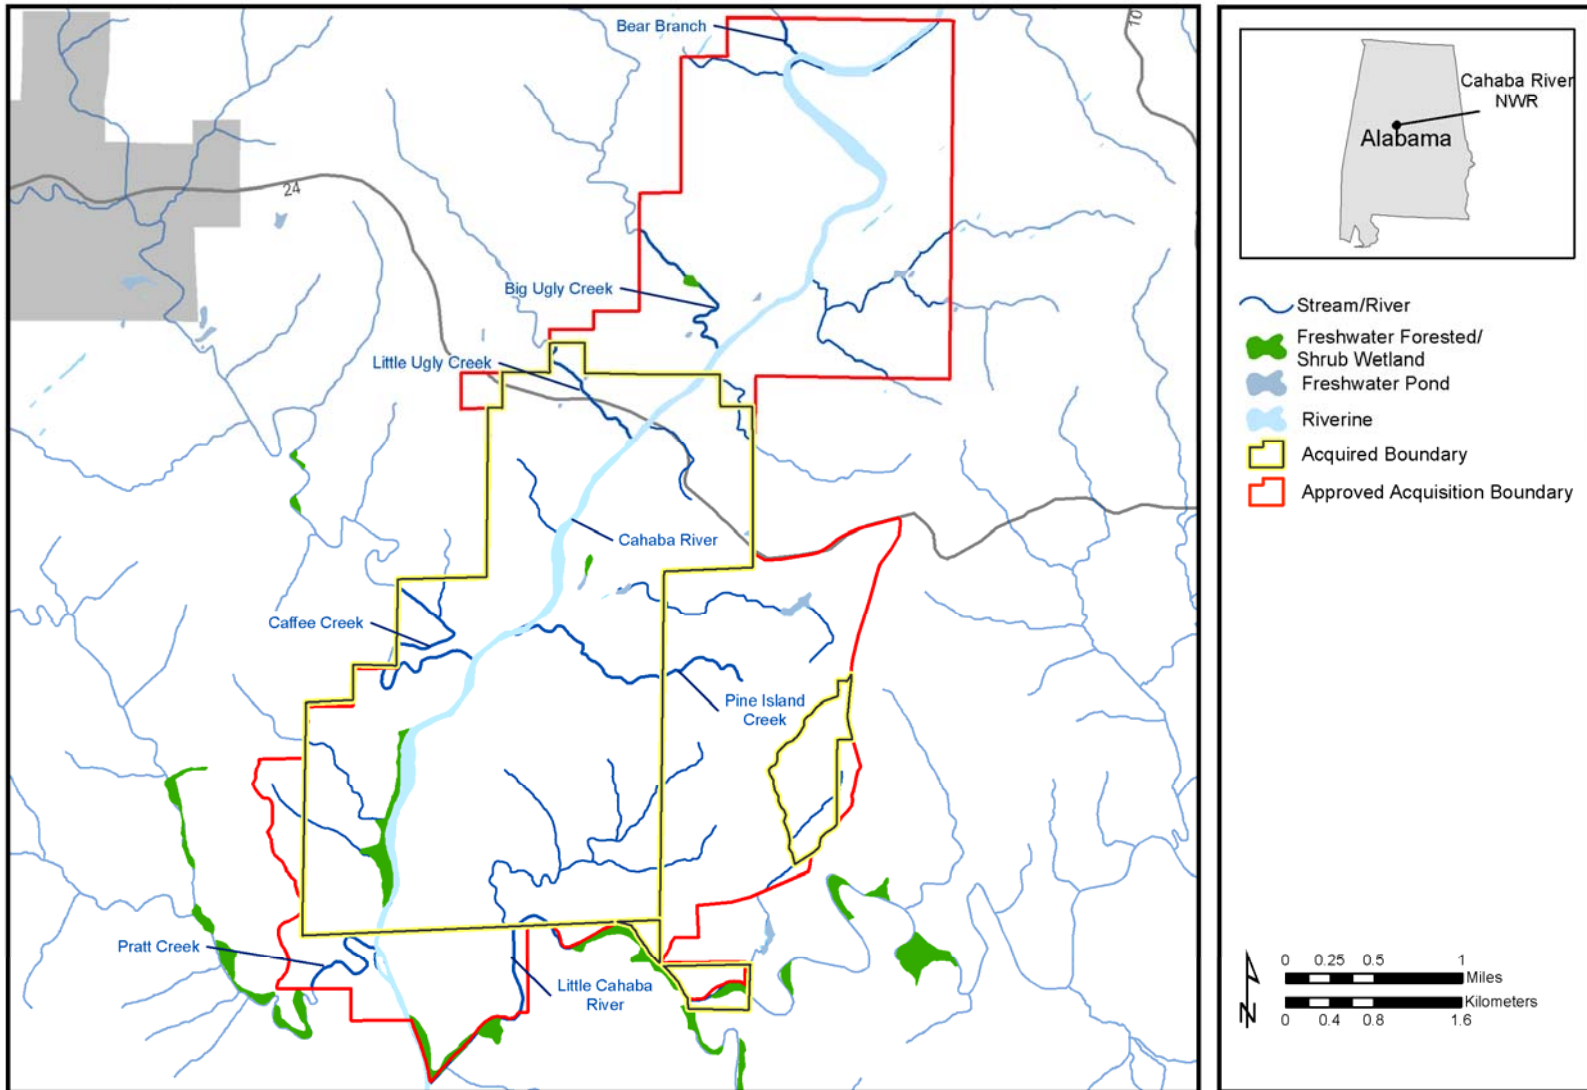 Bear Branch
10
24
Big Ugly Creek
Little Ugly Creek
Cahaba River
Caffee Creek
Pine Island
Creek
Pratt Creek
Little Cahaba
River
Cahaba River
NWR
Alabama
Stream/River
Freshwater Forested/
Shrub Wetland
Freshwater Pond
Riverine
Acquired Boundary
Approved Acquisition Boundary
N
0 0.25 0.5 1
Miles
Kilometers
0 0.4 0.8 1.6